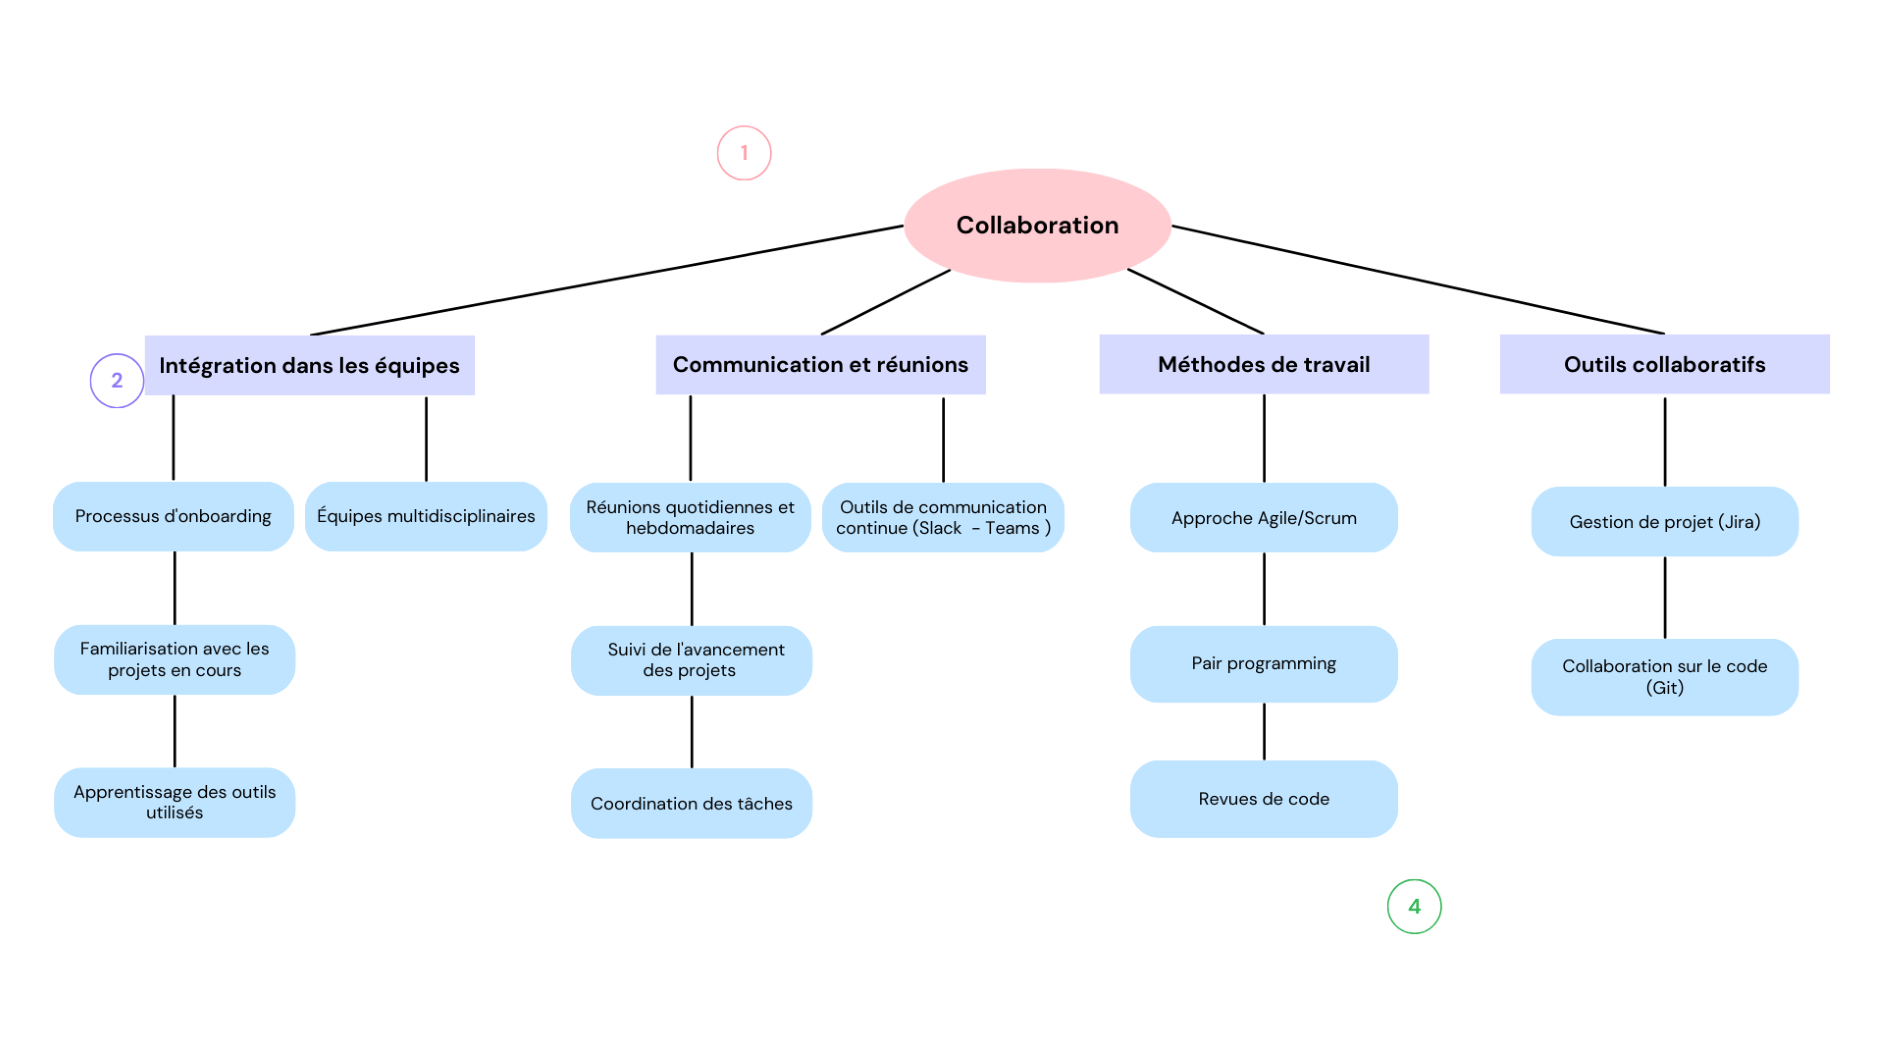 1
Collaboration
2
Intégration dans les équipes
Communication et réunions
Méthodes de travail
Outils collaboratifs
Processus d'onboarding
Équipes multidisciplinaires
Réunions quotidiennes et
hebdomadaires
Outils de communication
continue (Slack - Teams )
Approche Agile/Scrum
Gestion de projet (Jira)
Familiarisation avec les
projets en cours
Suivi de l'avancement
des projets
Pair programming
Collaboration sur le code
(Git)
Apprentissage des outils
utilisés
Coordination des tâches
Revues de code
4